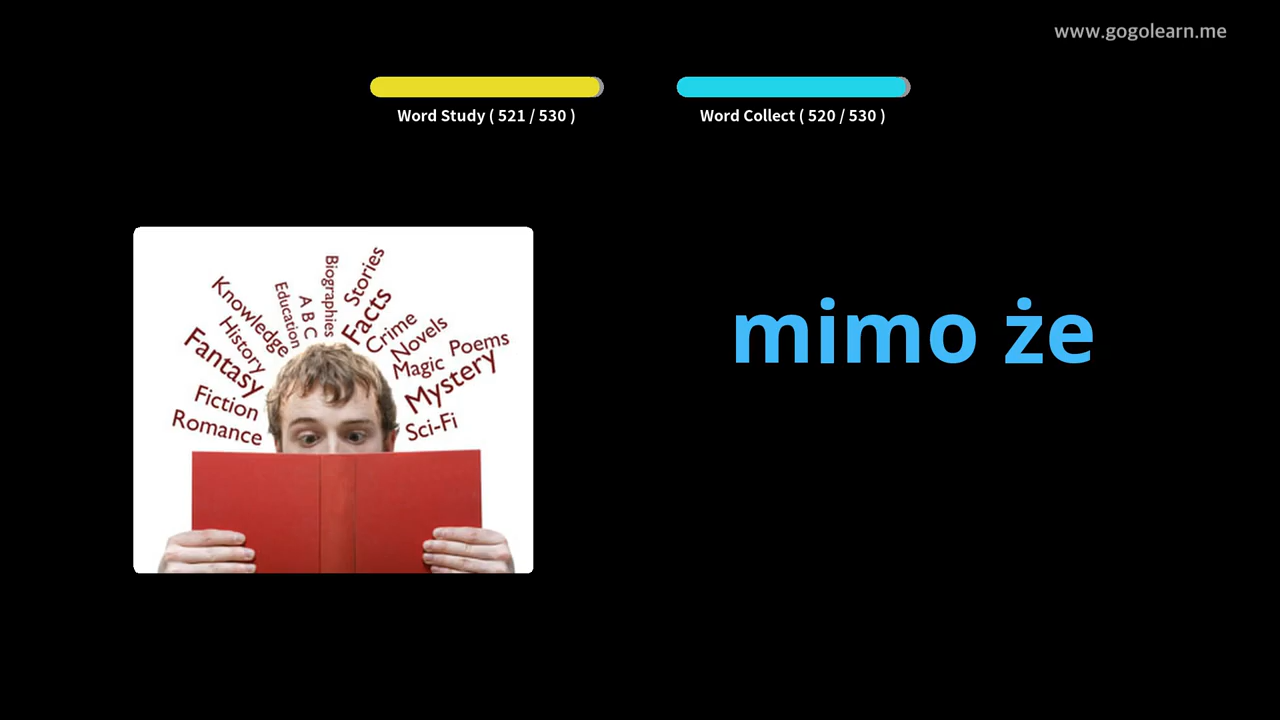 www.gogolearn.me
Word Study ( 521 / 530 )
Word Collect ( 520 / 530 )
Romance
Fiction
Fantasy
History
Knowledge
Education
A B C
Biographies
Stories
Facts
Crime
Novels
Magic
Poems
Mystery
Sci-Fi
mimo że